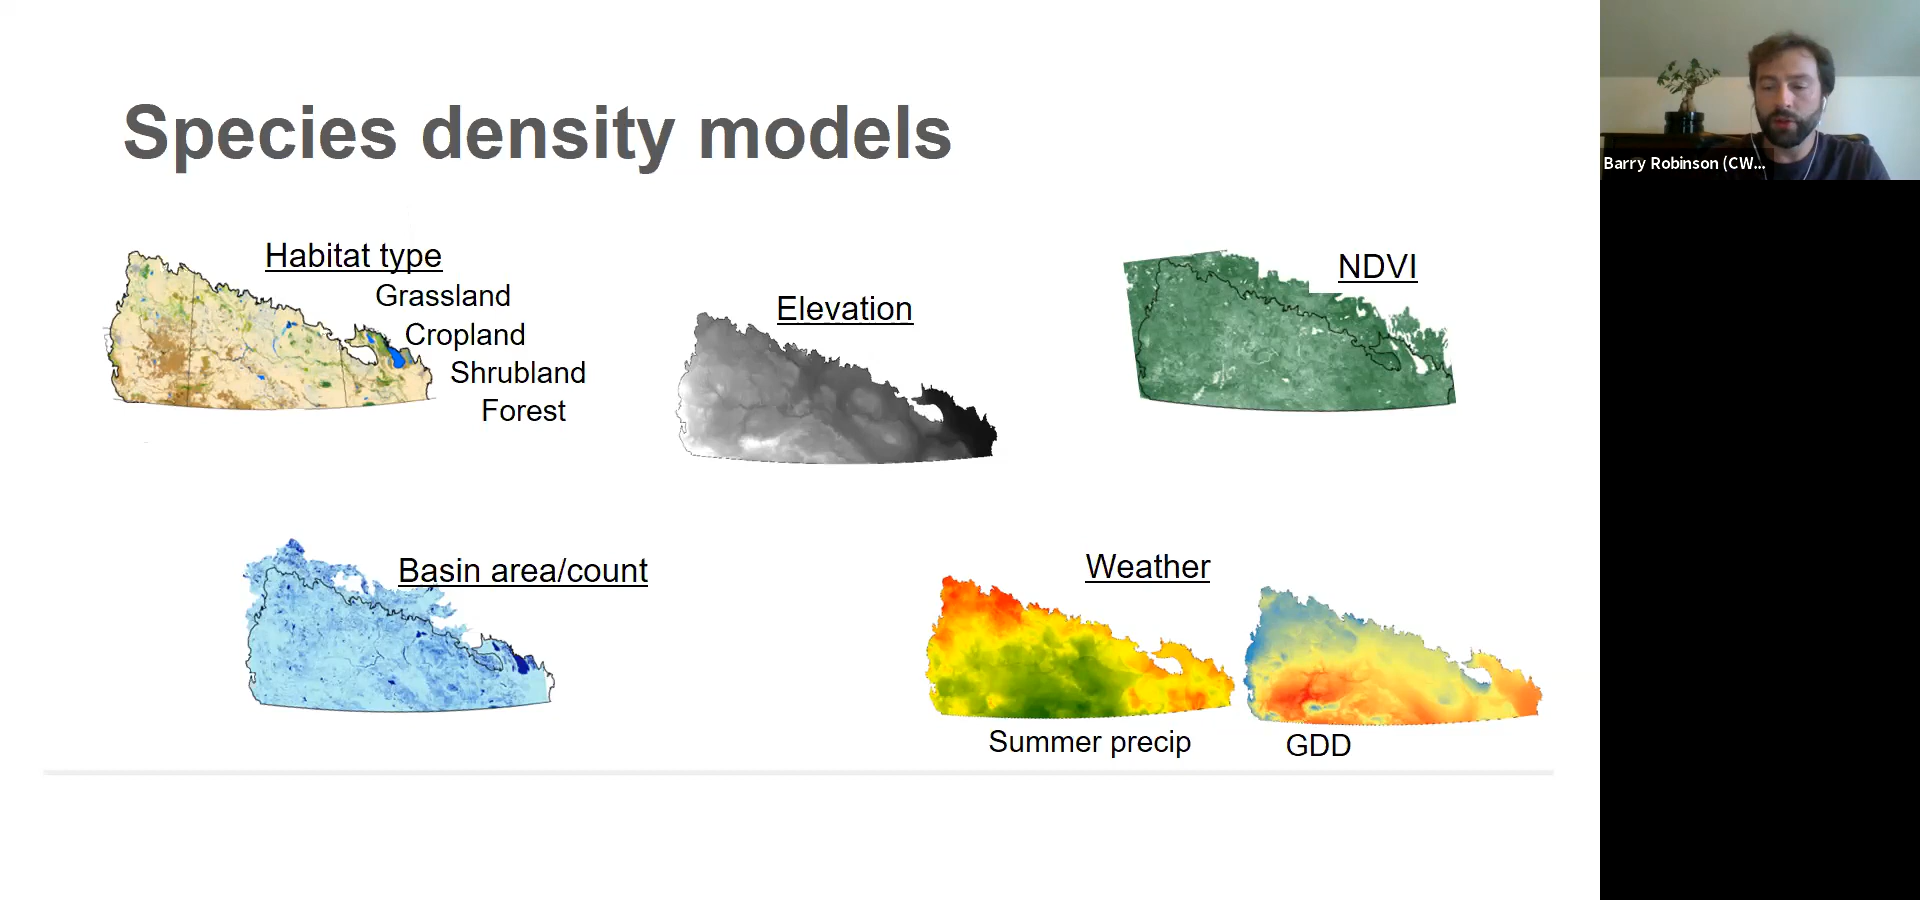 Species density models
Habitat type
Grassland
Cropland
Shrubland
Forest
Elevation
NDVI
Basin area/count
Weather
Summer precip
GDD
Barry Robinson (CW...